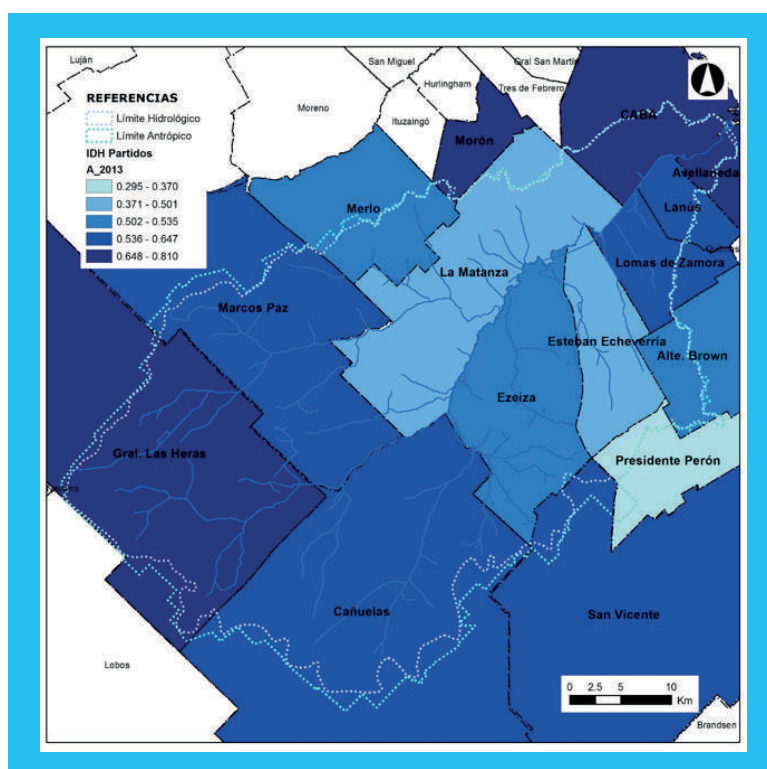 Luján
San Miguel
Gral San Martín
Hurlingham
Tres de Febrero
REFERENCIAS
Límite Hidrológico
Límite Antrópico
IDH Partidos
A_2013
0.295 - 0.370
0.371 - 0.501
0.502 - 0.535
0.536 - 0.647
0.648 - 0.810
Moreno
Ituzaingó
Morón
CABA
Avellaneda
Merlo
Lanús
Lomas de Zamora
La Matanza
Marcos Paz
Esteban Echeverría
Alte. Brown
Ezeiza
Gral. Las Heras
Presidente Perón
Cañuelas
San Vicente
Lobos
0 2.5 5 10
Km
Brandsen